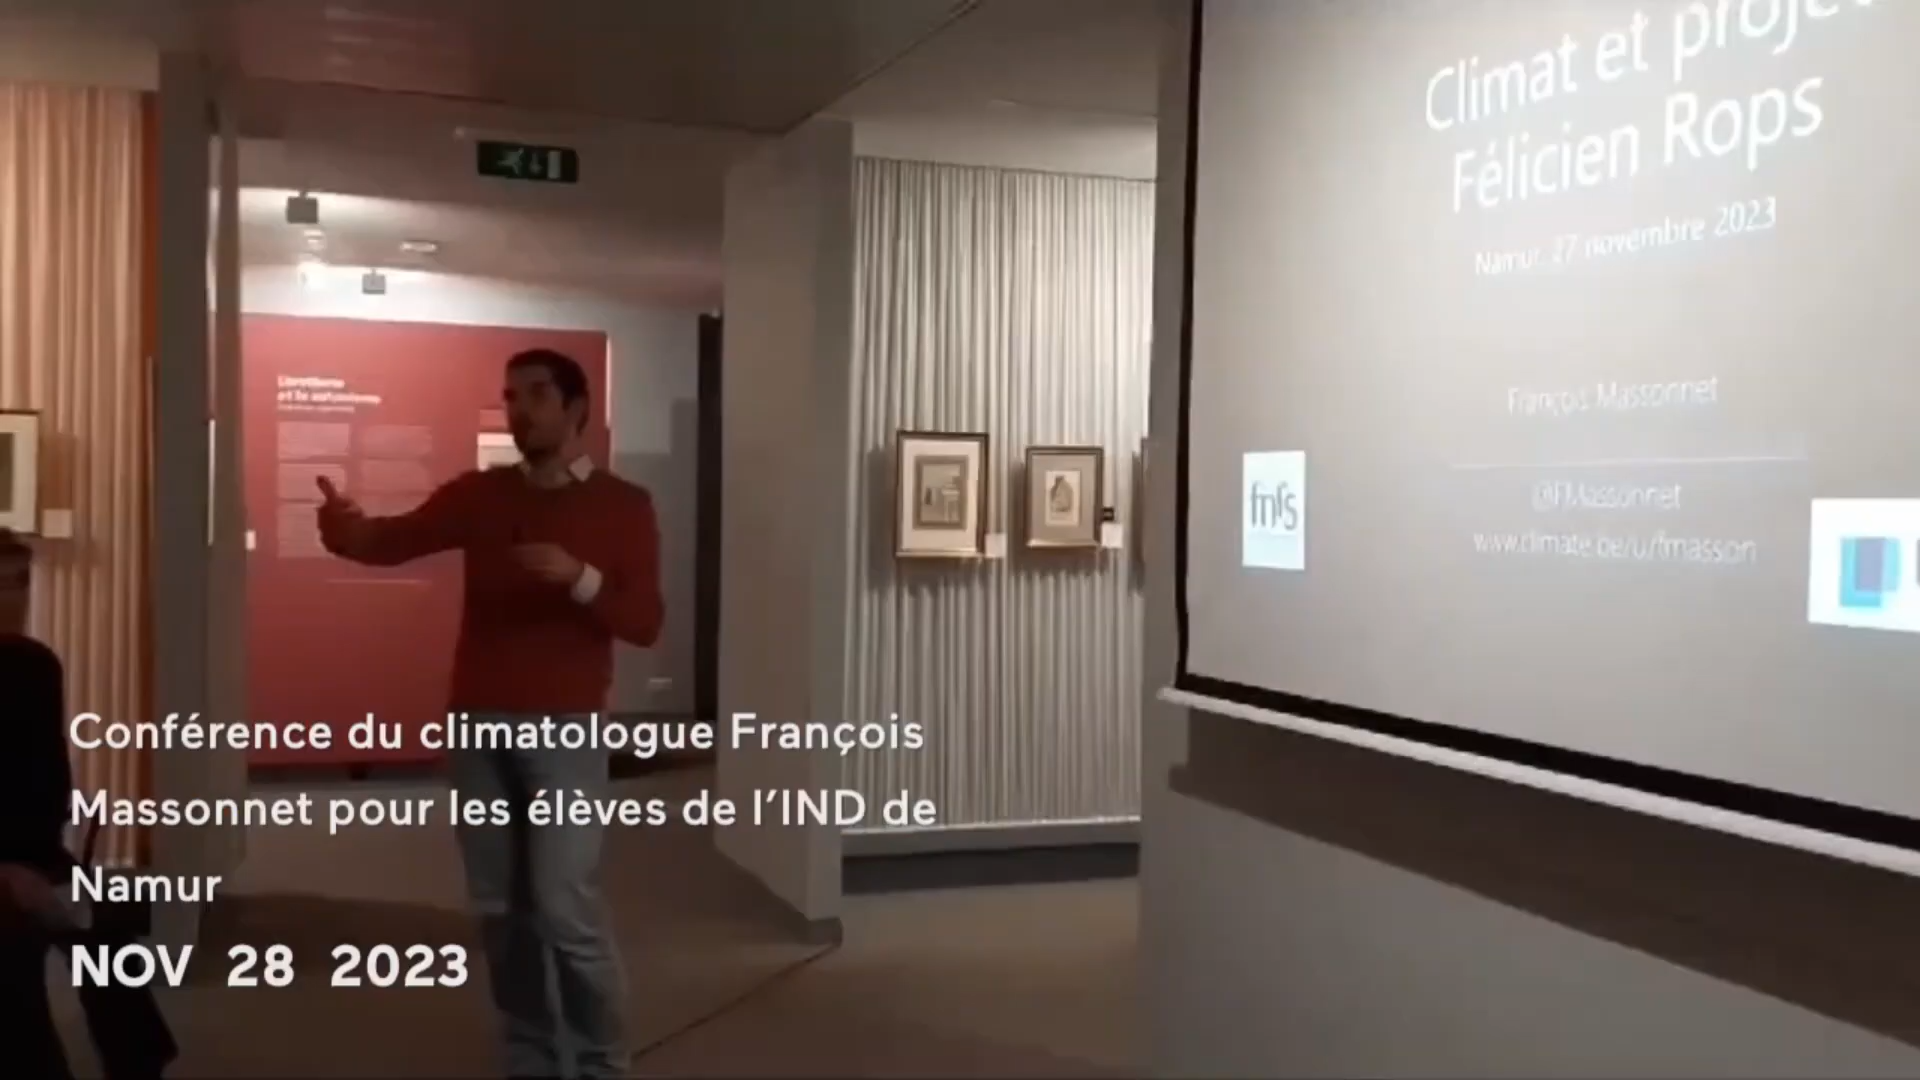 Climat et projet
Félicien Rops
Namur, 27 novembre 2023
François Massonnet
@FMassonnet
www.climate.be/u/fmasson
fnrs
Conférence du climatologue François
Massonnet pour les élèves de l’IND de
Namur
NOV 28 2023